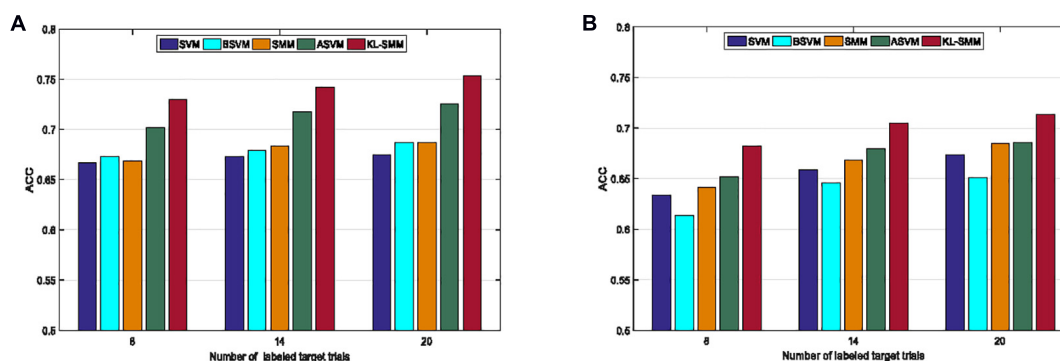 A
0.8
0.75
0.7
0.65
0.6
0.55
0.5
ACC
SVM BSVM SMM ASVM KL-SMM
8 14 20
Number of labeled target trials
B
0.8
0.75
0.7
0.65
0.6
0.55
0.5
ACC
SVM BSVM SMM ASVM KL-SMM
8 14 20
Number of labeled target trials